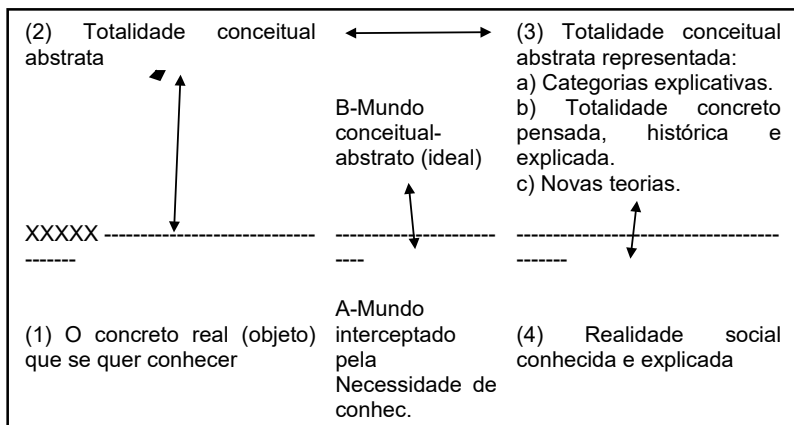 (2) Totalidade conceitual
abstrata
XXXXX ----------------------------
-------
(1) O concreto real (objeto)
que se quer conhecer
B-Mundo
conceitual-
abstrato (ideal)
---------------------
----
A-Mundo
interceptado
pela
Necessidade de
conhec.
(3) Totalidade conceitual
abstrata representada:
a) Categorias explicativas.
b) Totalidade concreto
pensada, histórica e
explicada.
c) Novas teorias.
-----------------------------------
-------
(4) Realidade social
conhecida e explicada